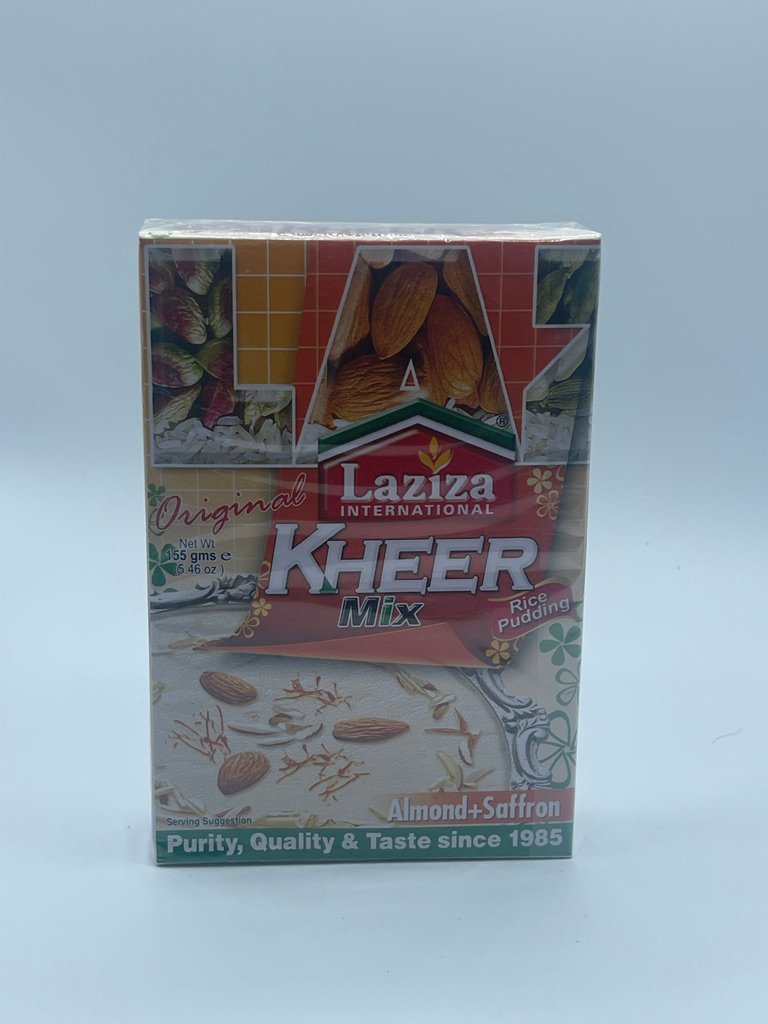 LAZ
®
Laziza
INTERNATIONAL
Original
Net Wt.
155 gms e
(5.46 oz.)
KHEER
Mix
Rice
Pudding
Almond+Saffron
Serving Suggestion
Purity, Quality & Taste since 1985